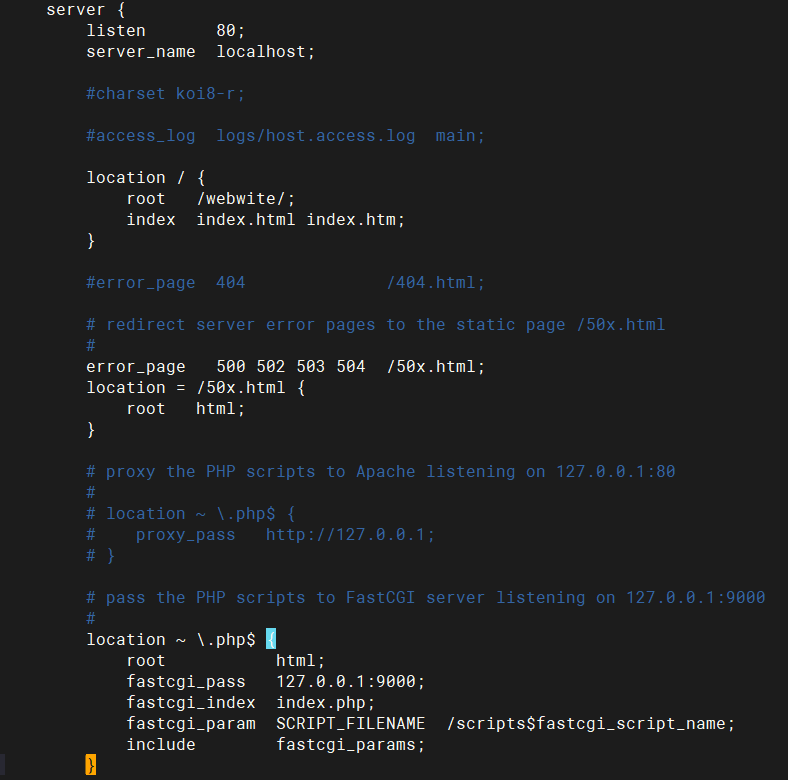 server {
    listen       80;
    server_name  localhost;

    #charset koi8-r;

    #access_log  logs/host.access.log  main;

    location / {
        root   /webwite/;
        index  index.html index.htm;
    }

    #error_page  404              /404.html;

    # redirect server error pages to the static page /50x.html
    #
    error_page   500 502 503 504  /50x.html;
    location = /50x.html {
        root   html;
    }

    # proxy the PHP scripts to Apache listening on 127.0.0.1:80
    #
    # location ~ \.php$ {
    #    proxy_pass   http://127.0.0.1;
    # }

    # pass the PHP scripts to FastCGI server listening on 127.0.0.1:9000
    #
    location ~ \.php$ {
        root           html;
        fastcgi_pass   127.0.0.1:9000;
        fastcgi_index  index.php;
        fastcgi_param  SCRIPT_FILENAME  /scripts$fastcgi_script_name;
        include        fastcgi_params;
    }